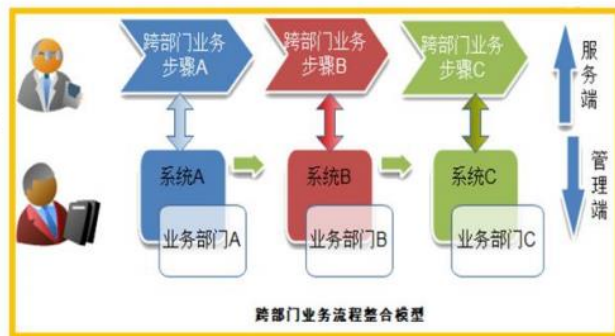 跨部门业务
步骤A
跨部门业务
步骤B
跨部门业务
步骤C
服务端
系统A
系统B
系统C
管理端
业务部门A
业务部门B
业务部门C
跨部门业务流程整合模型